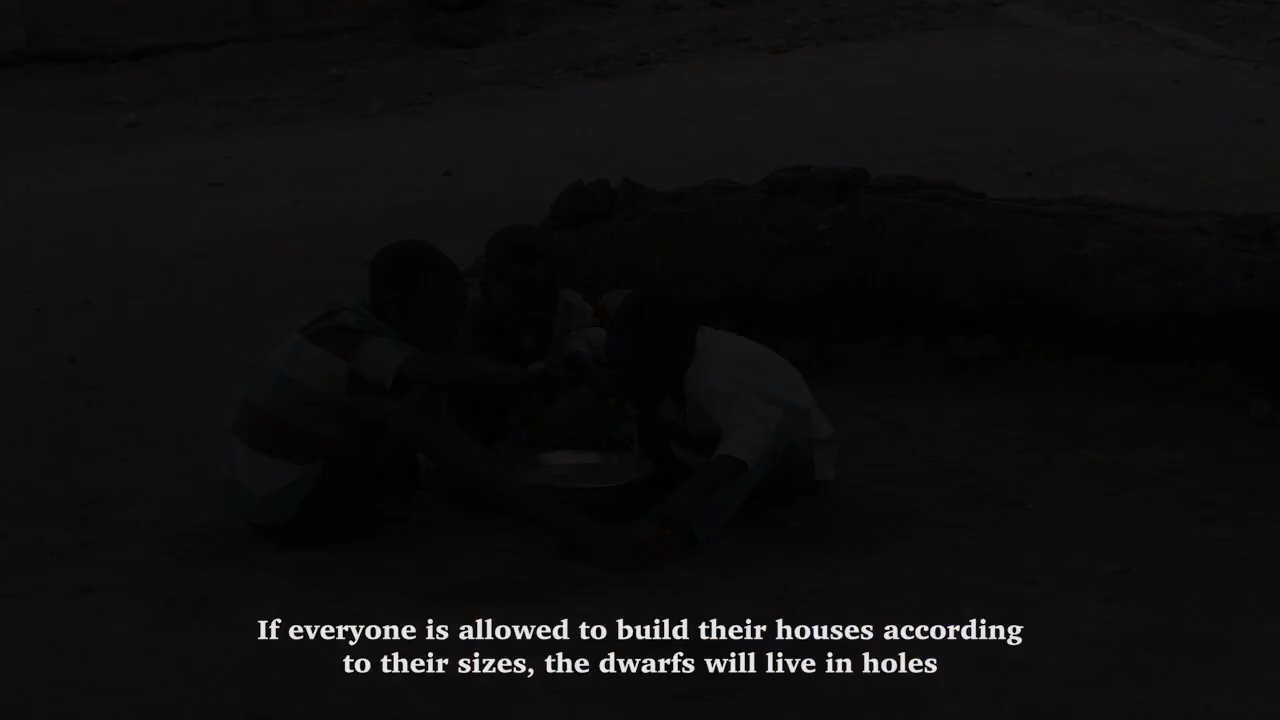 If everyone is allowed to build their houses according
to their sizes, the dwarfs will live in holes